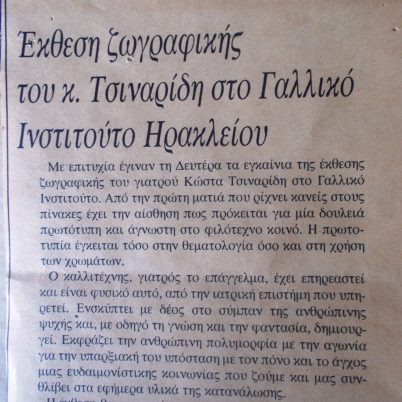 Έκθεση ζωγραφικής
του κ. Τσιναρίδη στο Γαλλικό
Ινστιτούτο Ηρακλείου
Με επιτυχία έγιναν τη Δευτέρα τα εγκαίνια της έκθεσης
ζωγραφικής του γιατρού Κώστα Τσιναρίδη στο Γαλλικό
Ινστιτούτο. Από την πρώτη ματιά που ρίχνει κανείς στους
πίνακες έχει την αίσθηση πως πρόκειται για μία δουλειά
πρωτότυπη και άγνωστη στο φιλότεχνο κοινό. Η πρωτο-
τυπία έγκειται τόσο στην θεματολογία όσο και στη χρήση
των χρωμάτων.
Ο καλλιτέχνης, γιατρός το επάγγελμα, έχει επηρεαστεί
και είναι φυσικό αυτό, από την ιατρική επιστήμη που υπη-
ρετεί. Ενσκύπτει με δέος στο σύμπαν της ανθρώπινης
ψυχής και, με οδηγό τη γνώση και την φαντασία, δημιουρ-
γεί. Εκφράζει την ανθρώπινη πολυμορφία με την αγωνία
για την υπαρξιακή του υπόσταση με τον πόνο και το άγχος
μιας ευδαιμονιστικής κοινωνίας που ζούμε και μας συν-
θλίβει στα εφήμερα υλικά της κατανάλωσης.